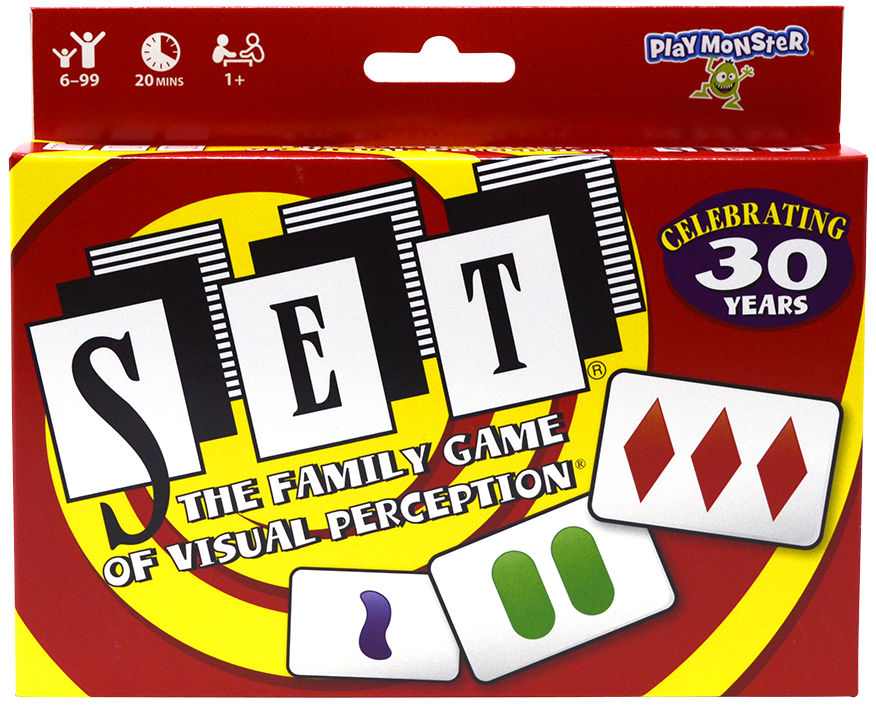 6–99
20 MINS
1+
PLAYMONSTER
SET®
CELEBRATING
30
YEARS
THE FAMILY GAME
OF VISUAL PERCEPTION®